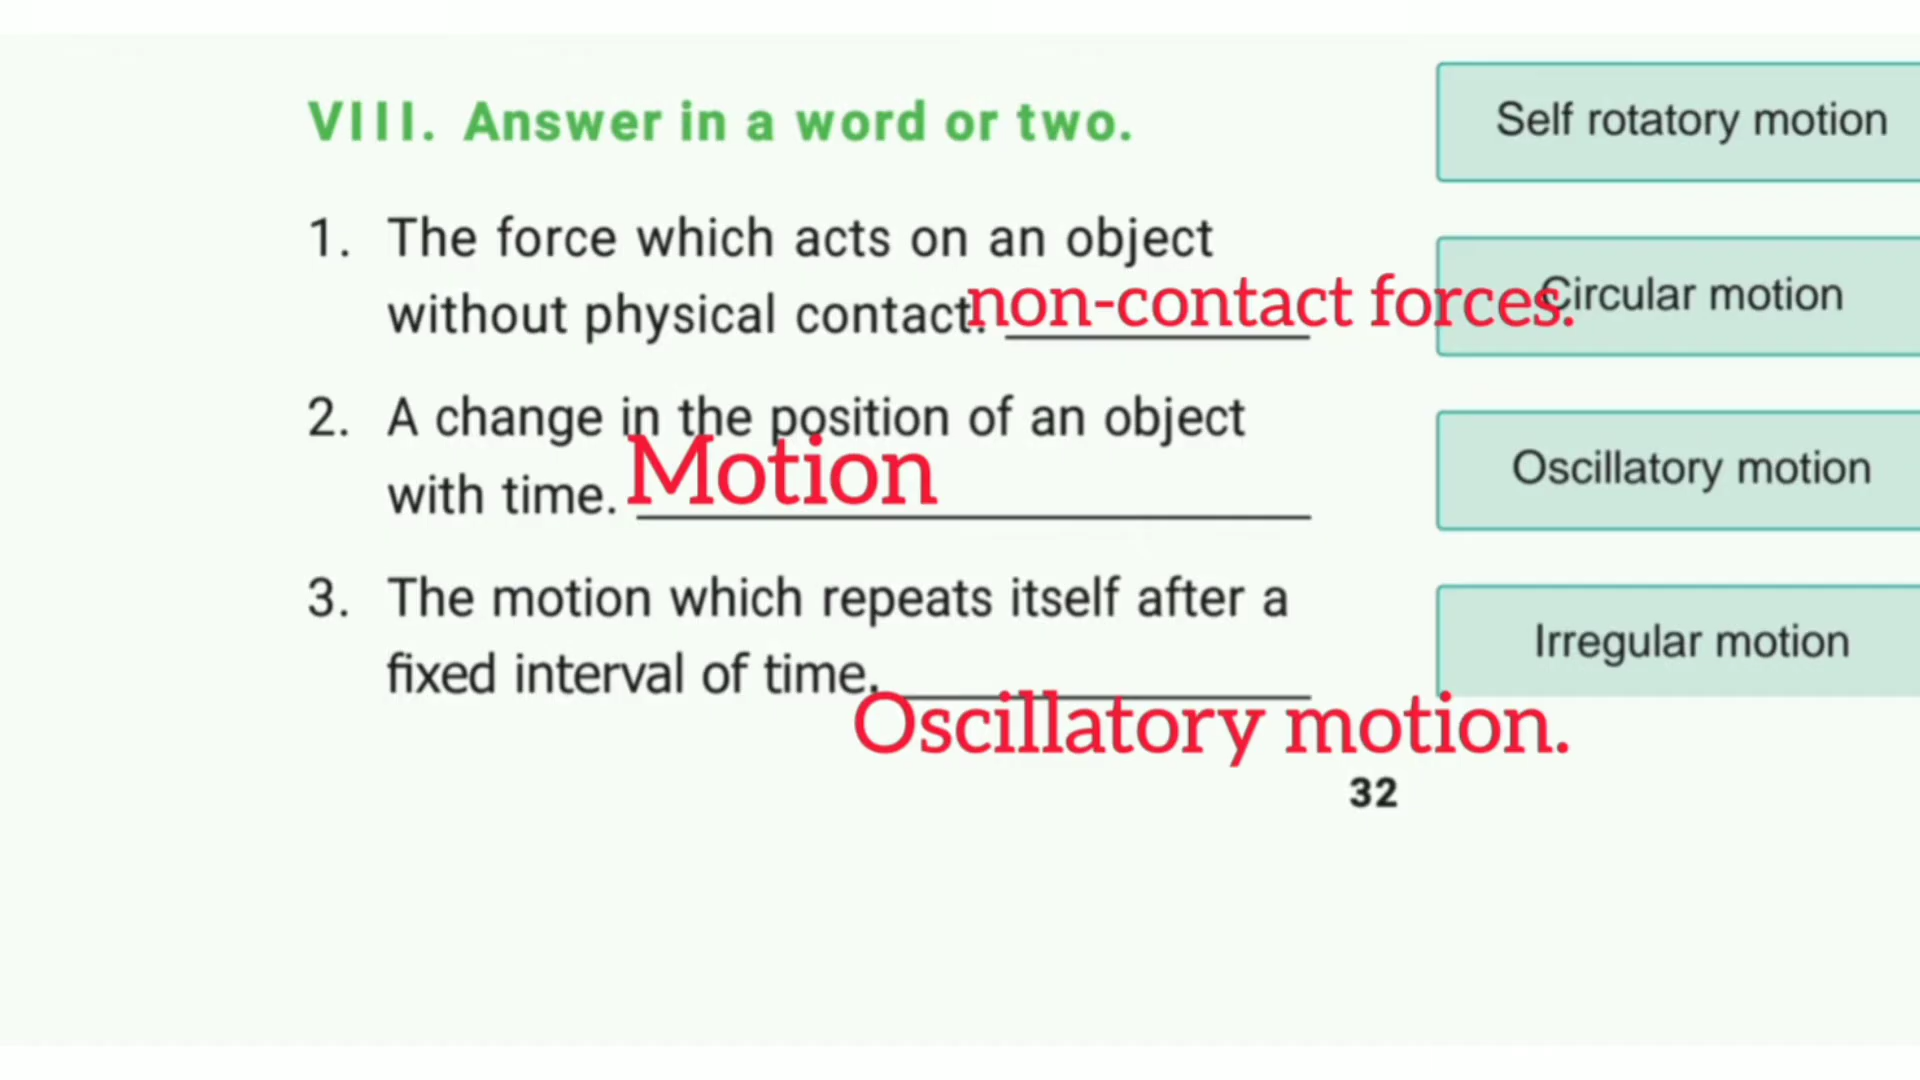 VIII. Answer in a word or two.
1. The force which acts on an object
without physical contact. non-contact forces.
2. A change in the position of an object
with time. Motion
3. The motion which repeats itself after a
fixed interval of time.
Oscillatory motion.
32
Self rotatory motion
Circular motion
Oscillatory motion
Irregular motion